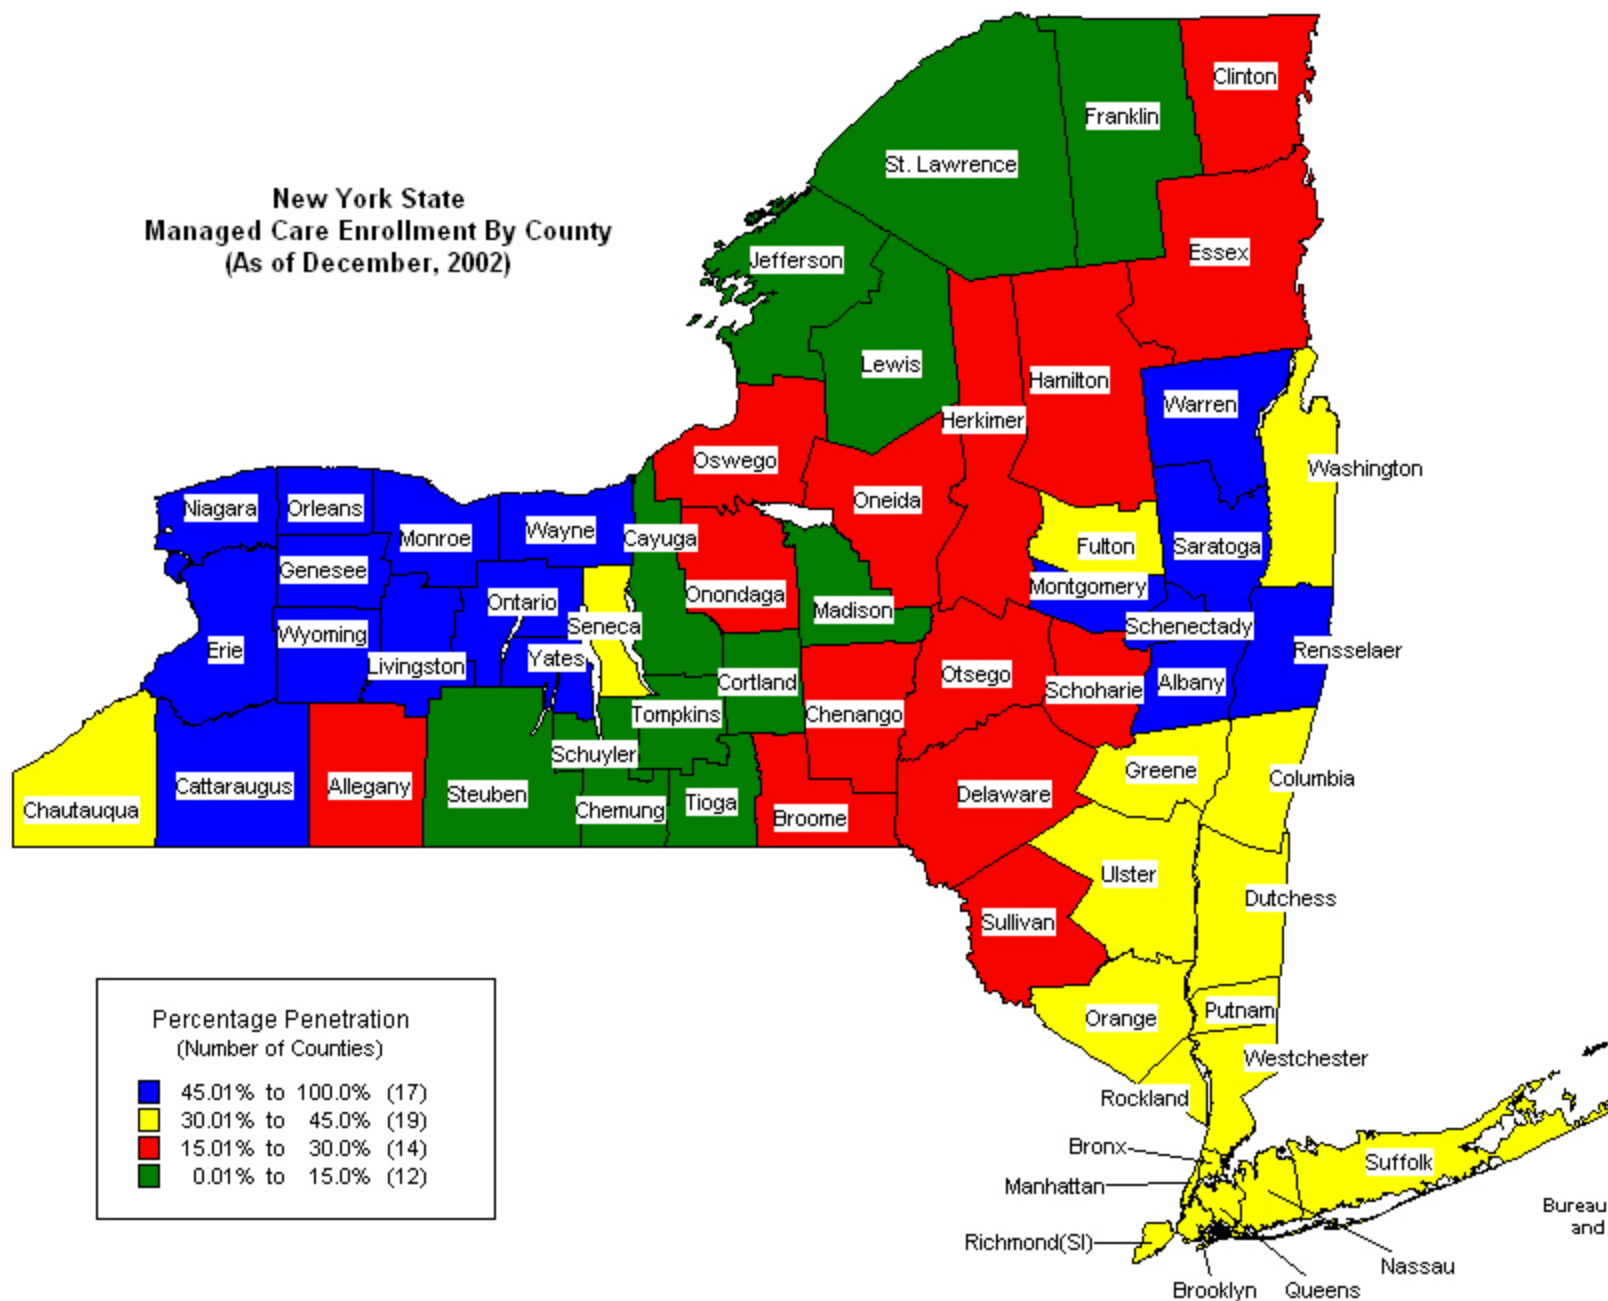 New York State
Managed Care Enrollment By County
(As of December, 2002)
Clinton
Franklin
St. Lawrence
Essex
Jefferson
Lewis
Hamilton
Warren
Herkimer
Oswego
Washington
Oneida
Niagara
Orleans
Monroe
Wayne
Cayuga
Fulton
Saratoga
Genesee
Montgomery
Onondaga
Ontario
Madison
Seneca
Schenectady
Wyoming
Erie
Livingston
Yates
Rensselaer
Otsego
Albany
Cortland
Schoharie
Tompkins
Chenango
Schuyler
Greene
Columbia
Cattaraugus
Allegany
Steuben
Delaware
Tioga
Chautauqua
Chemung
Broome
Ulster
Dutchess
Sullivan
Putnam
Orange
Westchester
Rockland
Bronx
Suffolk
Manhattan
Richmond(SI)
Nassau
Brooklyn
Queens
Bureau
and
Percentage Penetration
(Number of Counties)
45.01% to 100.0% (17)
30.01% to 45.0% (19)
15.01% to 30.0% (14)
0.01% to 15.0% (12)